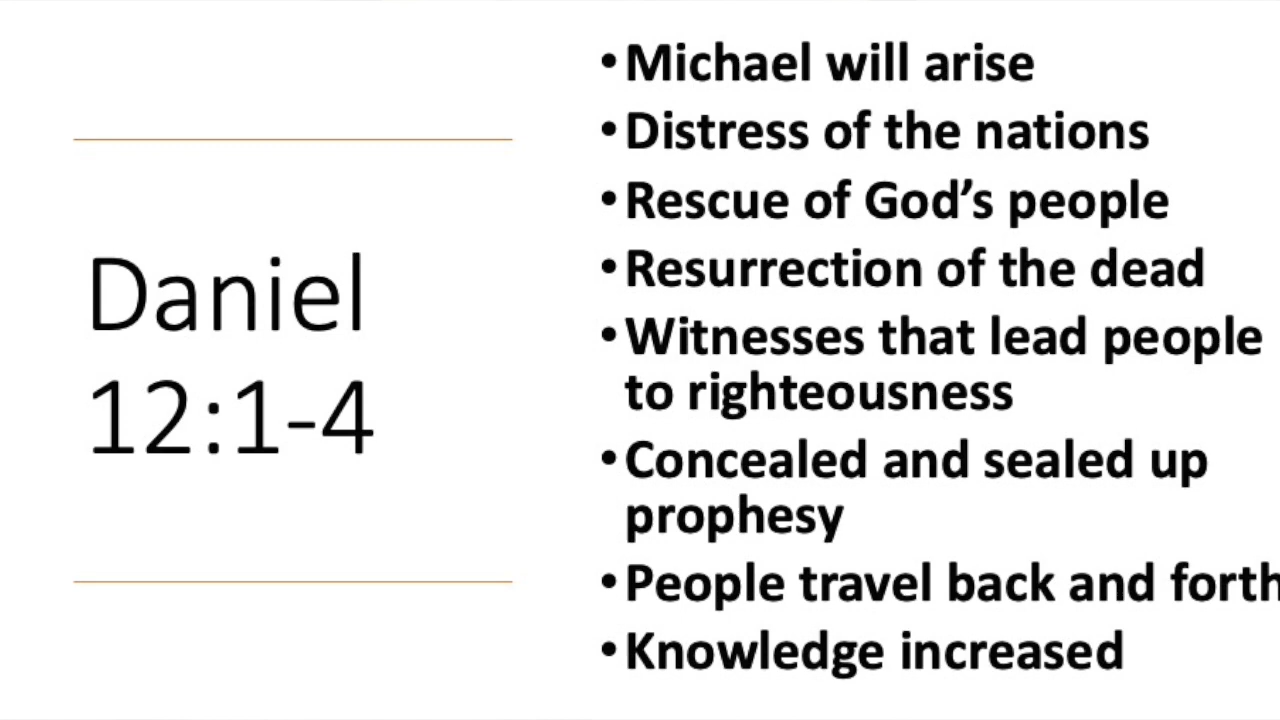 Daniel
12:1-4
•Michael will arise
•Distress of the nations
•Rescue of God’s people
•Resurrection of the dead
•Witnesses that lead people
to righteousness
•Concealed and sealed up
prophesy
•People travel back and forth
•Knowledge increased